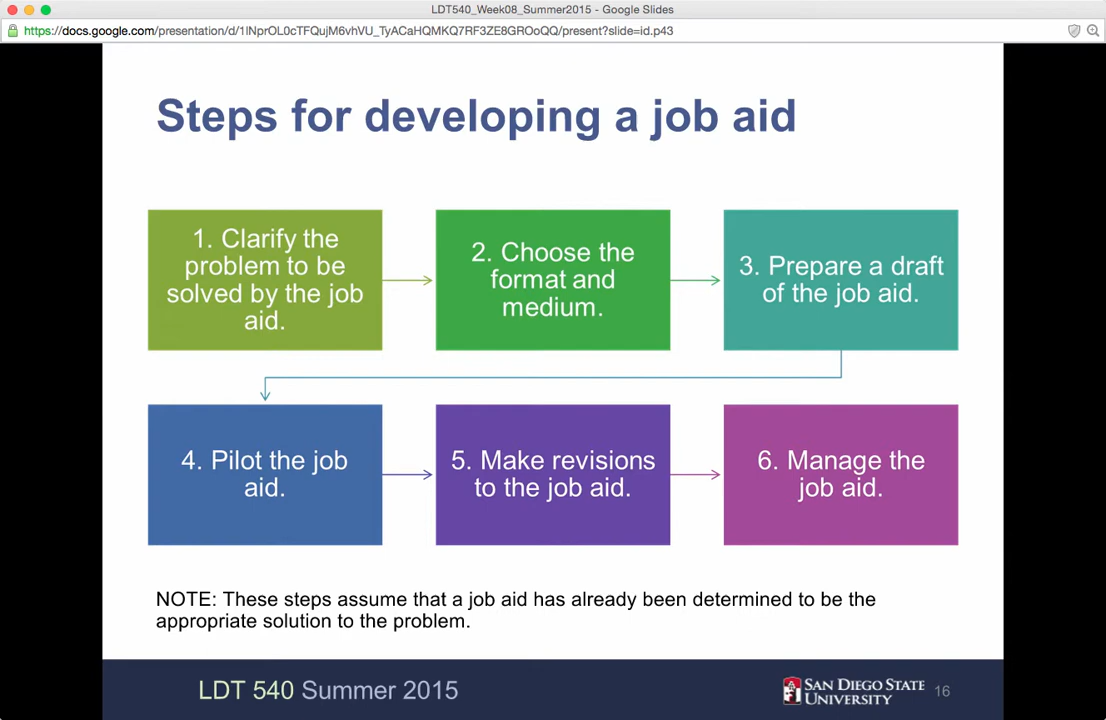 LDT540_Week08_Summer2015 - Google Slides
https://docs.google.com/presentation/d/1lNprOL0cTFQujM6vhVU_TyACaHQMKQ7RF3ZE8GROoQQ/present?slide=id.p43
Steps for developing a job aid
1. Clarify the
problem to be
solved by the job
aid.
2. Choose the
format and
medium.
3. Prepare a draft
of the job aid.
4. Pilot the job
aid.
5. Make revisions
to the job aid.
6. Manage the
job aid.
NOTE: These steps assume that a job aid has already been determined to be the
appropriate solution to the problem.
LDT 540 Summer 2015
SAN DIEGO STATE
UNIVERSITY
16